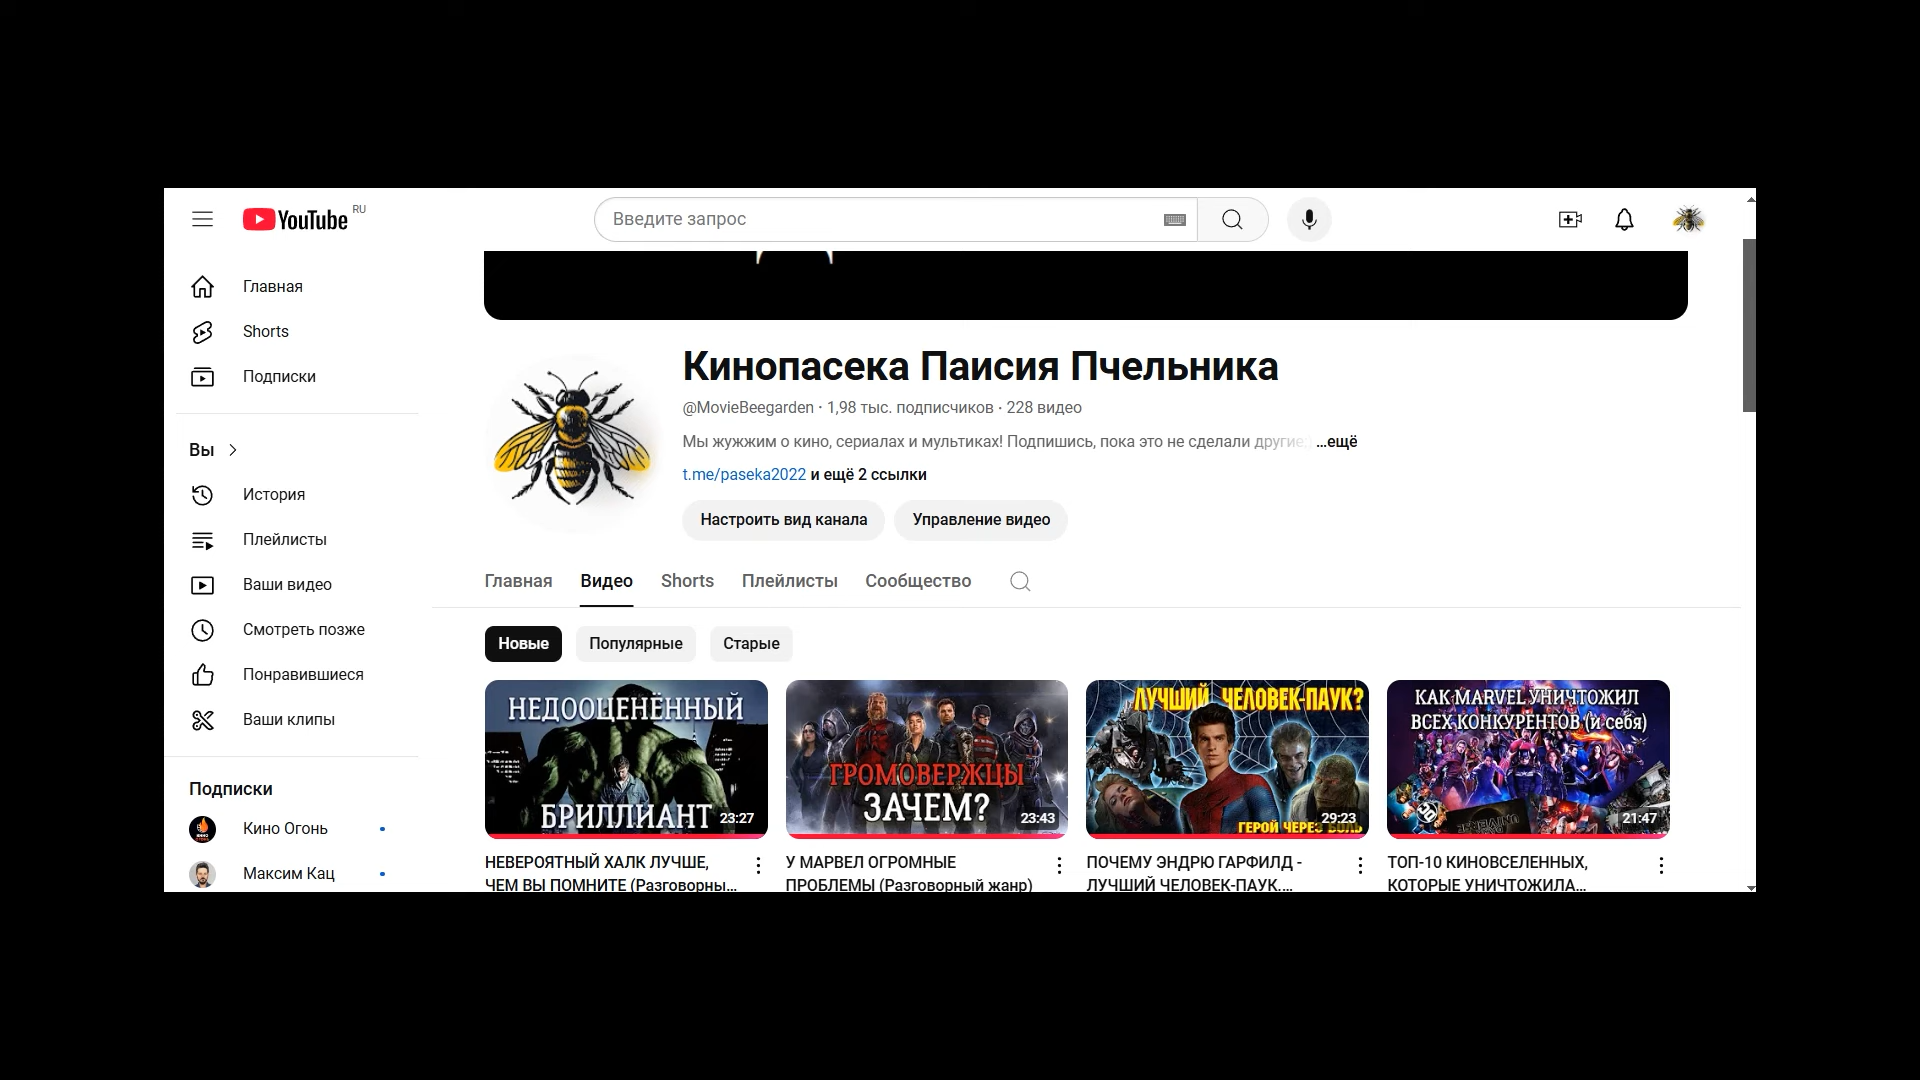 YouTube RU
Введите запрос
Главная
Shorts
Подписки
Вы
История
Плейлисты
Ваши видео
Смотреть позже
Понравившиеся
Ваши клипы
Подписки
Кино Огонь
Максим Кац
Кинопасека Паисия Пчельника
@MovieBeegarden · 1,98 тыс. подписчиков · 228 видео
Мы жужжим о кино, сериалах и мультиках! Подпишись, пока это не сделали другие;) ...ещё
t.me/paseka2022 и ещё 2 ссылки
Настроить вид канала
Управление видео
Главная Видео Shorts Плейлисты Сообщество
Новые Популярные Старые
НЕДООЦЕНЁННЫЙ
БРИЛЛИАНТ
23:27
НЕВЕРОЯТНЫЙ ХАЛК ЛУЧШЕ,
ЧЕМ ВЫ ПОМНИТЕ (Разговорны...
ГРОМОВЕРЖЦЫ
ЗАЧЕМ?
23:43
У МАРВЕЛ ОГРОМНЫЕ
ПРОБЛЕМЫ (Разговорный жанр)
ЛУЧШИЙ ЧЕЛОВЕК-ПАУК?
29:23
ГЕРОЙ ЧЕРЕЗ БОЛЬ
ПОЧЕМУ ЭНДРЮ ГАРФИЛД -
ЛУЧШИЙ ЧЕЛОВЕК-ПАУК....
КАК MARVEL УНИЧТОЖИЛ
ВСЕХ КОНКУРЕНТОВ (и себя)
21:47
ТОП-10 КИНОВСЕЛЕННЫХ,
КОТОРЫЕ УНИЧТОЖИЛА...